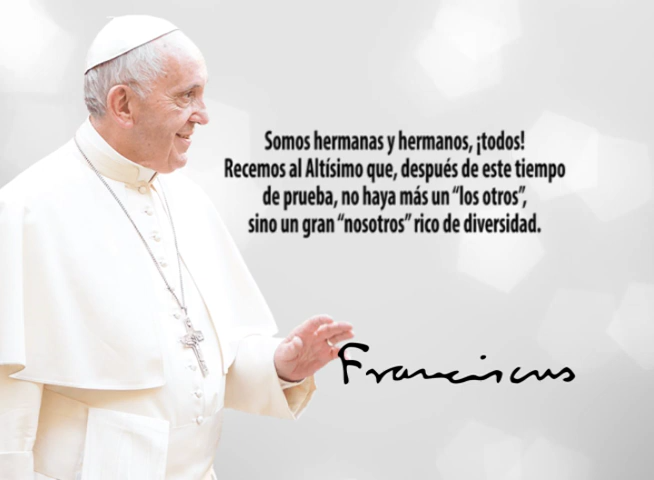 Somos hermanas y hermanos, ¡todos!
Recemos al Altísimo que, después de este tiempo
de prueba, no haya más un “los otros”,
sino un gran “nosotros” rico de diversidad.
Franciscus